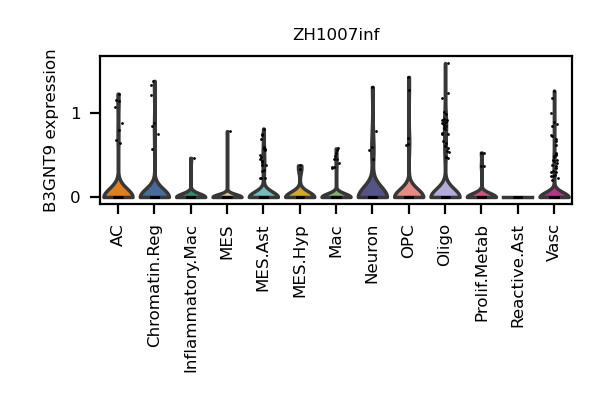 ZH1007inf
B3GNT9 expression
1
0
AC
Chromatin.Reg
Inflammatory.Mac
MES
MES.Ast
MES.Hyp
Mac
Neuron
OPC
Oligo
Prolif.Metab
Reactive.Ast
Vasc